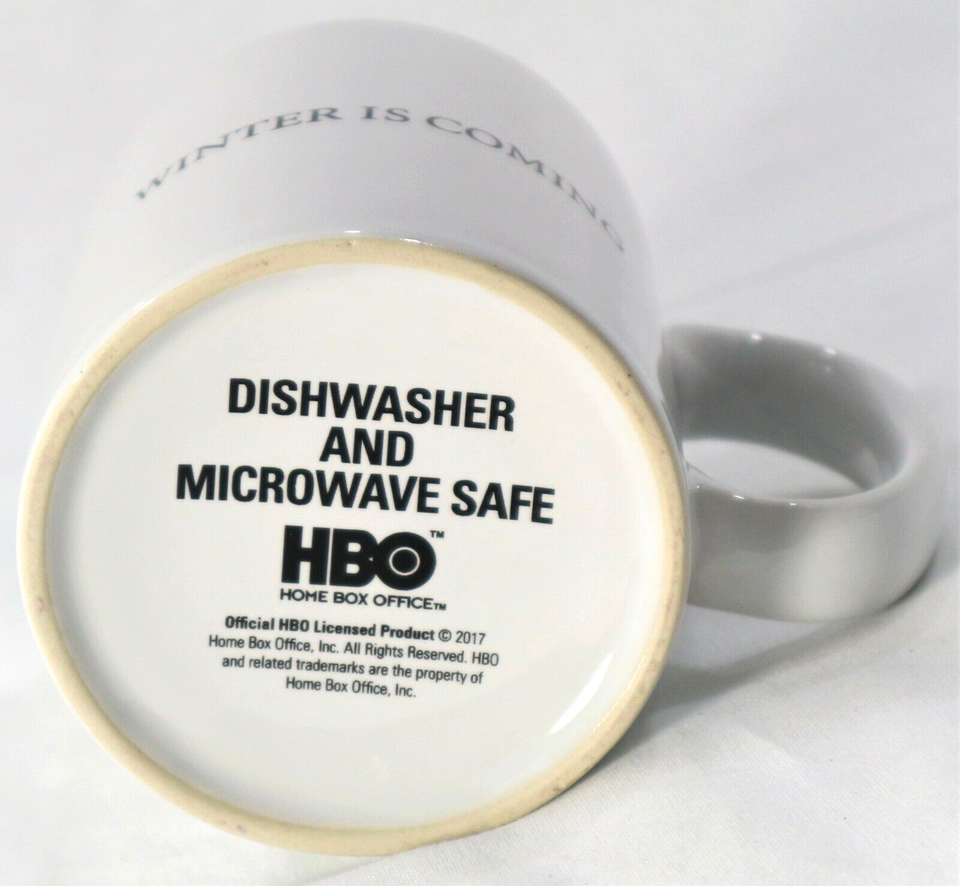 WINTER IS COMING
DISHWASHER
AND
MICROWAVE SAFE
HBO™
HOME BOX OFFICE™
Official HBO Licensed Product © 2017
Home Box Office, Inc. All Rights Reserved. HBO
and related trademarks are the property of
Home Box Office, Inc.